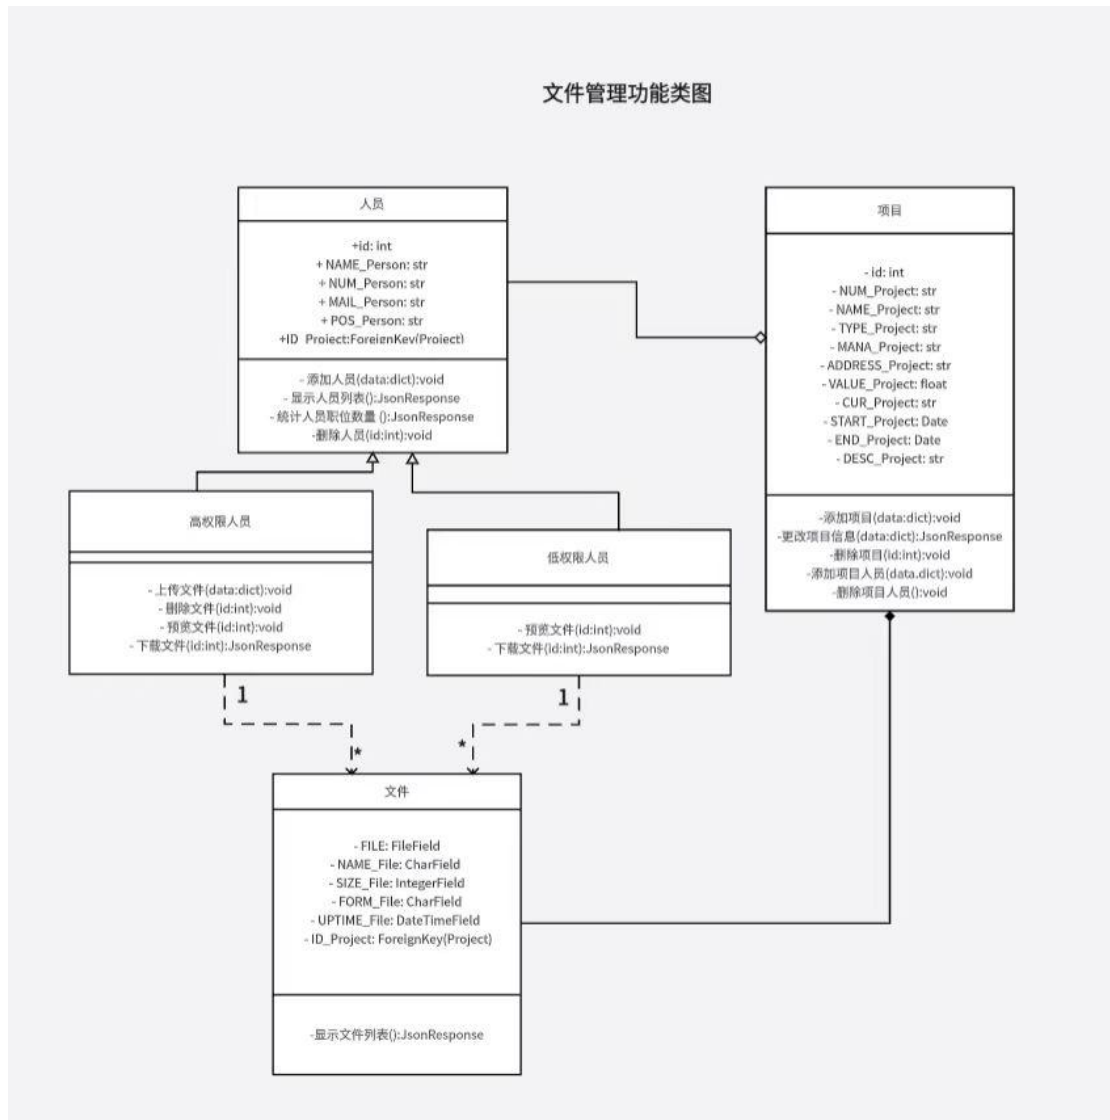 文件管理功能类图
人员
+id: int
+ NAME_Person: str
+ NUM_Person: str
+ MAIL_Person: str
+ POS_Person: str
+ID_Project:ForeignKey(Project)
- 添加人员(data:dict):void
- 显示人员列表():JsonResponse
- 统计人员职位数量 ():JsonResponse
-删除人员(id:int):void
项目
- id: int
- NUM_Project: str
- NAME_Project: str
- TYPE_Project: str
- MANA_Project: str
- ADDRESS_Project: str
- VALUE_Project: float
- CUR_Project: str
- START_Project: Date
- END_Project: Date
- DESC_Project: str
-添加项目(data:dict):void
-更改项目信息(data:dict):JsonResponse
-删除项目(id:int):void
-添加项目人员(data.dict):void
-删除项目人员():void
高权限人员
- 上传文件(data:dict):void
- 删除文件(id:int):void
- 预览文件(id:int):void
- 下载文件(id:int):JsonResponse
低权限人员
- 预览文件(id:int):void
- 下载文件(id:int):JsonResponse
1
1
*
*
文件
- FILE: FileField
- NAME_File: CharField
- SIZE_File: IntegerField
- FORM_File: CharField
- UPTIME_File: DateTimeField
- ID_Project: ForeignKey(Project)
-显示文件列表():JsonResponse